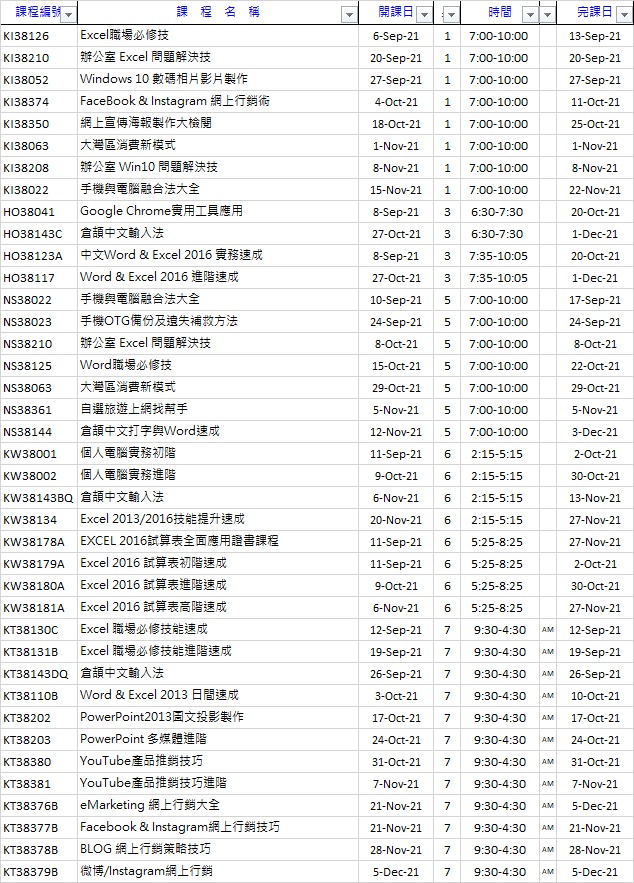 課程編號 課 程 名 稱 開課日 時間 完課日
KI38126 Excel職場必修技 6-Sep-21 1 7:00-10:00 13-Sep-21
KI38210 辦公室 Excel 問題解決技 20-Sep-21 1 7:00-10:00 20-Sep-21
KI38052 Windows 10 數碼相片影片製作 27-Sep-21 1 7:00-10:00 27-Sep-21
KI38374 FaceBook & Instagram 網上行銷術 4-Oct-21 1 7:00-10:00 11-Oct-21
KI38350 網上宣傳海報製作大檢閱 18-Oct-21 1 7:00-10:00 25-Oct-21
KI38063 大灣區消費新模式 1-Nov-21 1 7:00-10:00 1-Nov-21
KI38208 辦公室 Win10 問題解決技 8-Nov-21 1 7:00-10:00 8-Nov-21
KI38022 手機與電腦融合法大全 15-Nov-21 1 7:00-10:00 22-Nov-21
HO38041 Google Chrome實用工具應用 8-Sep-21 3 6:30-7:30 20-Oct-21
HO38143C 倉頡中文輸入法 27-Oct-21 3 6:30-7:30 1-Dec-21
HO38123A 中文Word & Excel 2016 實務速成 8-Sep-21 3 7:35-10:05 20-Oct-21
HO38117 Word & Excel 2016 進階速成 27-Oct-21 3 7:35-10:05 1-Dec-21
NS38022 手機與電腦融合法大全 10-Sep-21 5 7:00-10:00 17-Sep-21
NS38023 手機OTG備份及遺失補救方法 24-Sep-21 5 7:00-10:00 24-Sep-21
NS38210 辦公室 Excel 問題解決技 8-Oct-21 5 7:00-10:00 8-Oct-21
NS38125 Word職場必修技 15-Oct-21 5 7:00-10:00 22-Oct-21
NS38063 大灣區消費新模式 29-Oct-21 5 7:00-10:00 29-Oct-21
NS38361 自選旅遊上網找幫手 5-Nov-21 5 7:00-10:00 5-Nov-21
NS38144 倉頡中文打字與Word速成 12-Nov-21 5 7:00-10:00 3-Dec-21
KW38001 個人電腦實務初階 11-Sep-21 6 2:15-5:15 2-Oct-21
KW38002 個人電腦實務進階 9-Oct-21 6 2:15-5:15 30-Oct-21
KW38143BQ 倉頡中文輸入法 6-Nov-21 6 2:15-5:15 13-Nov-21
KW38134 Excel 2013/2016技能提升速成 20-Nov-21 6 2:15-5:15 27-Nov-21
KW38178A EXCEL 2016試算表全面應用證書課程 11-Sep-21 6 5:25-8:25 27-Nov-21
KW38179A Excel 2016 試算表初階速成 11-Sep-21 6 5:25-8:25 2-Oct-21
KW38180A Excel 2016 試算表進階速成 9-Oct-21 6 5:25-8:25 30-Oct-21
KW38181A Excel 2016 試算表高階速成 6-Nov-21 6 5:25-8:25 27-Nov-21
KT38130C Excel 職場必修技能速成 12-Sep-21 7 9:30-4:30 AM 12-Sep-21
KT38131B Excel 職場必修技能進階速成 19-Sep-21 7 9:30-4:30 AM 19-Sep-21
KT38143DQ 倉頡中文輸入法 26-Sep-21 7 9:30-4:30 AM 26-Sep-21
KT38110B Word & Excel 2013 日間速成 3-Oct-21 7 9:30-4:30 AM 10-Oct-21
KT38202 PowerPoint2013圖文投影製作 17-Oct-21 7 9:30-4:30 AM 17-Oct-21
KT38203 PowerPoint 多媒體進階 24-Oct-21 7 9:30-4:30 AM 24-Oct-21
KT38380 YouTube產品推銷技巧 31-Oct-21 7 9:30-4:30 AM 31-Oct-21
KT38381 YouTube產品推銷技巧進階 7-Nov-21 7 9:30-4:30 AM 7-Nov-21
KT38376B eMarketing 網上行銷大全 21-Nov-21 7 9:30-4:30 AM 5-Dec-21
KT38377B Facebook & Instagram網上行銷技巧 21-Nov-21 7 9:30-4:30 AM 21-Nov-21
KT38378B BLOG 網上行銷策略技巧 28-Nov-21 7 9:30-4:30 AM 28-Nov-21
KT38379B 微博/Instagram網上行銷 5-Dec-21 7 9:30-4:30 AM 5-Dec-21